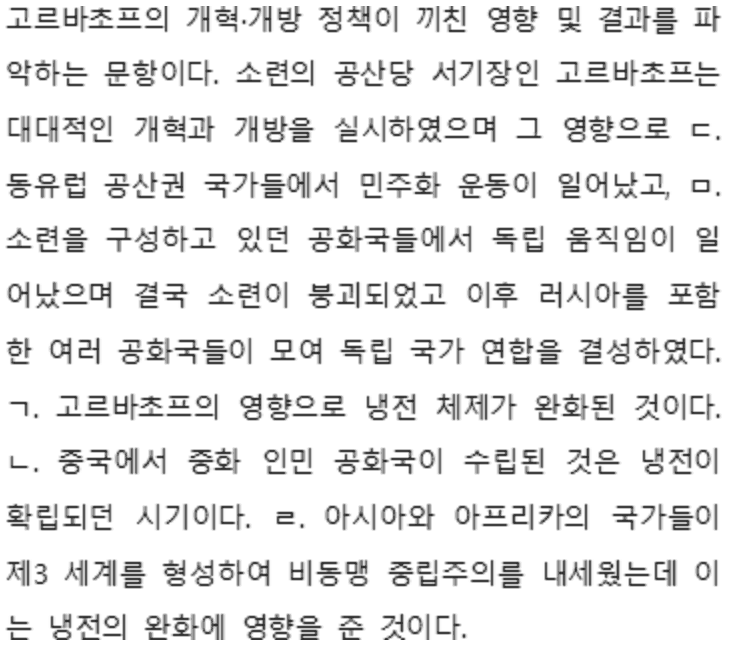 고르바초프의 개혁·개방 정책이 끼친 영향 및 결과를 파
악하는 문항이다. 소련의 공산당 서기장인 고르바초프는
대대적인 개혁과 개방을 실시하였으며 그 영향으로 ㄷ.
동유럽 공산권 국가들에서 민주화 운동이 일어났고, ㅁ.
소련을 구성하고 있던 공화국들에서 독립 움직임이 일
어났으며 결국 소련이 붕괴되었고 이후 러시아를 포함
한 여러 공화국들이 모여 독립 국가 연합을 결성하였다.
ㄱ. 고르바초프의 영향으로 냉전 체제가 완화된 것이다.
ㄴ. 중국에서 중화 인민 공화국이 수립된 것은 냉전이
확립되던 시기이다. ㄹ. 아시아와 아프리카의 국가들이
제3 세계를 형성하여 비동맹 중립주의를 내세웠는데 이
는 냉전의 완화에 영향을 준 것이다.